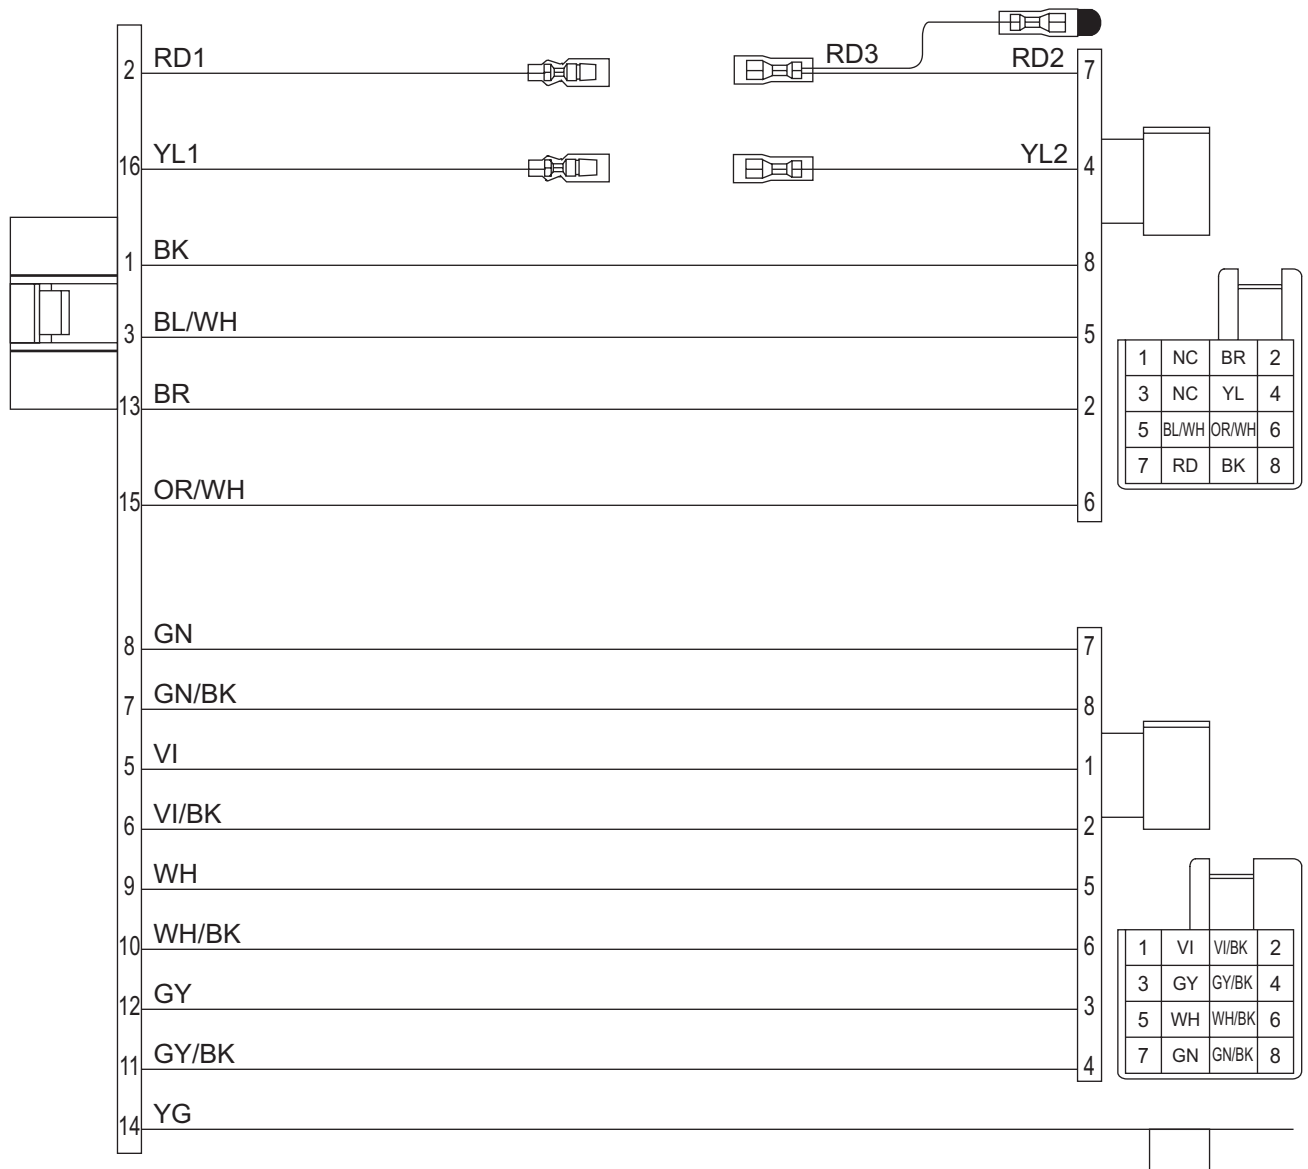 2 RD1 RD3 RD2 7
16 YL1 YL2 4
1 BK 8
3 BL/WH 5
13 BR 2
15 OR/WH 6
1 NC BR 2
3 NC YL 4
5 BL/WH OR/WH 6
7 RD BK 8
8 GN 7
7 GN/BK 8
5 VI 1
6 VI/BK 2
9 WH 5
10 WH/BK 6
12 GY 3
11 GY/BK 4
14 YG
1 VI VI/BK 2
3 GY GY/BK 4
5 WH WH/BK 6
7 GN GN/BK 8